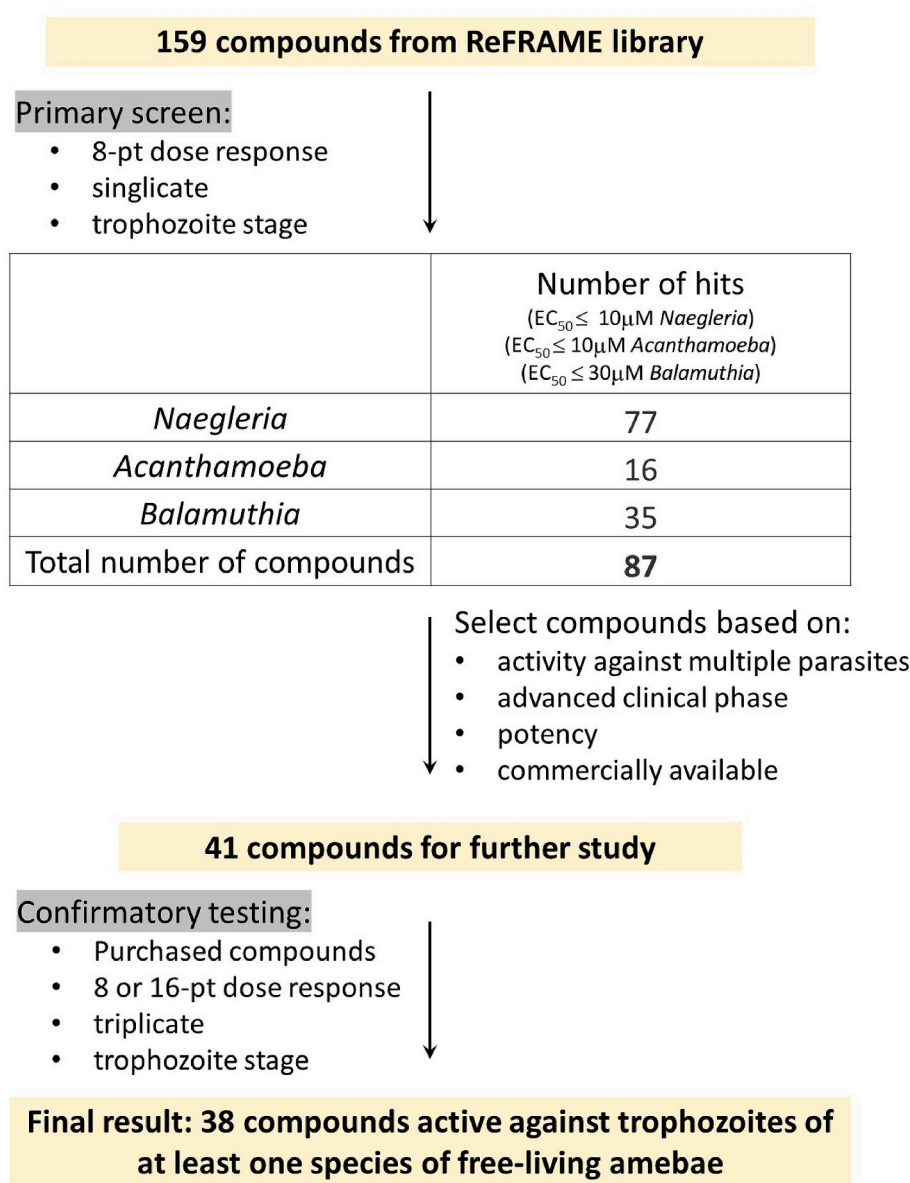 159 compounds from ReFRAME library
Primary screen:
• 8-pt dose response
• singlicate
• trophozoite stage
Number of hits
(EC50 ≤ 10μM Naegleria)
(EC50 ≤ 10μM Acanthamoeba)
(EC50 ≤ 30μM Balamuthia)
Naegleria 77
Acanthamoeba 16
Balamuthia 35
Total number of compounds 87
Select compounds based on:
• activity against multiple parasites
• advanced clinical phase
• potency
• commercially available
41 compounds for further study
Confirmatory testing:
• Purchased compounds
• 8 or 16-pt dose response
• triplicate
• trophozoite stage
Final result: 38 compounds active against trophozoites of
at least one species of free-living amebae